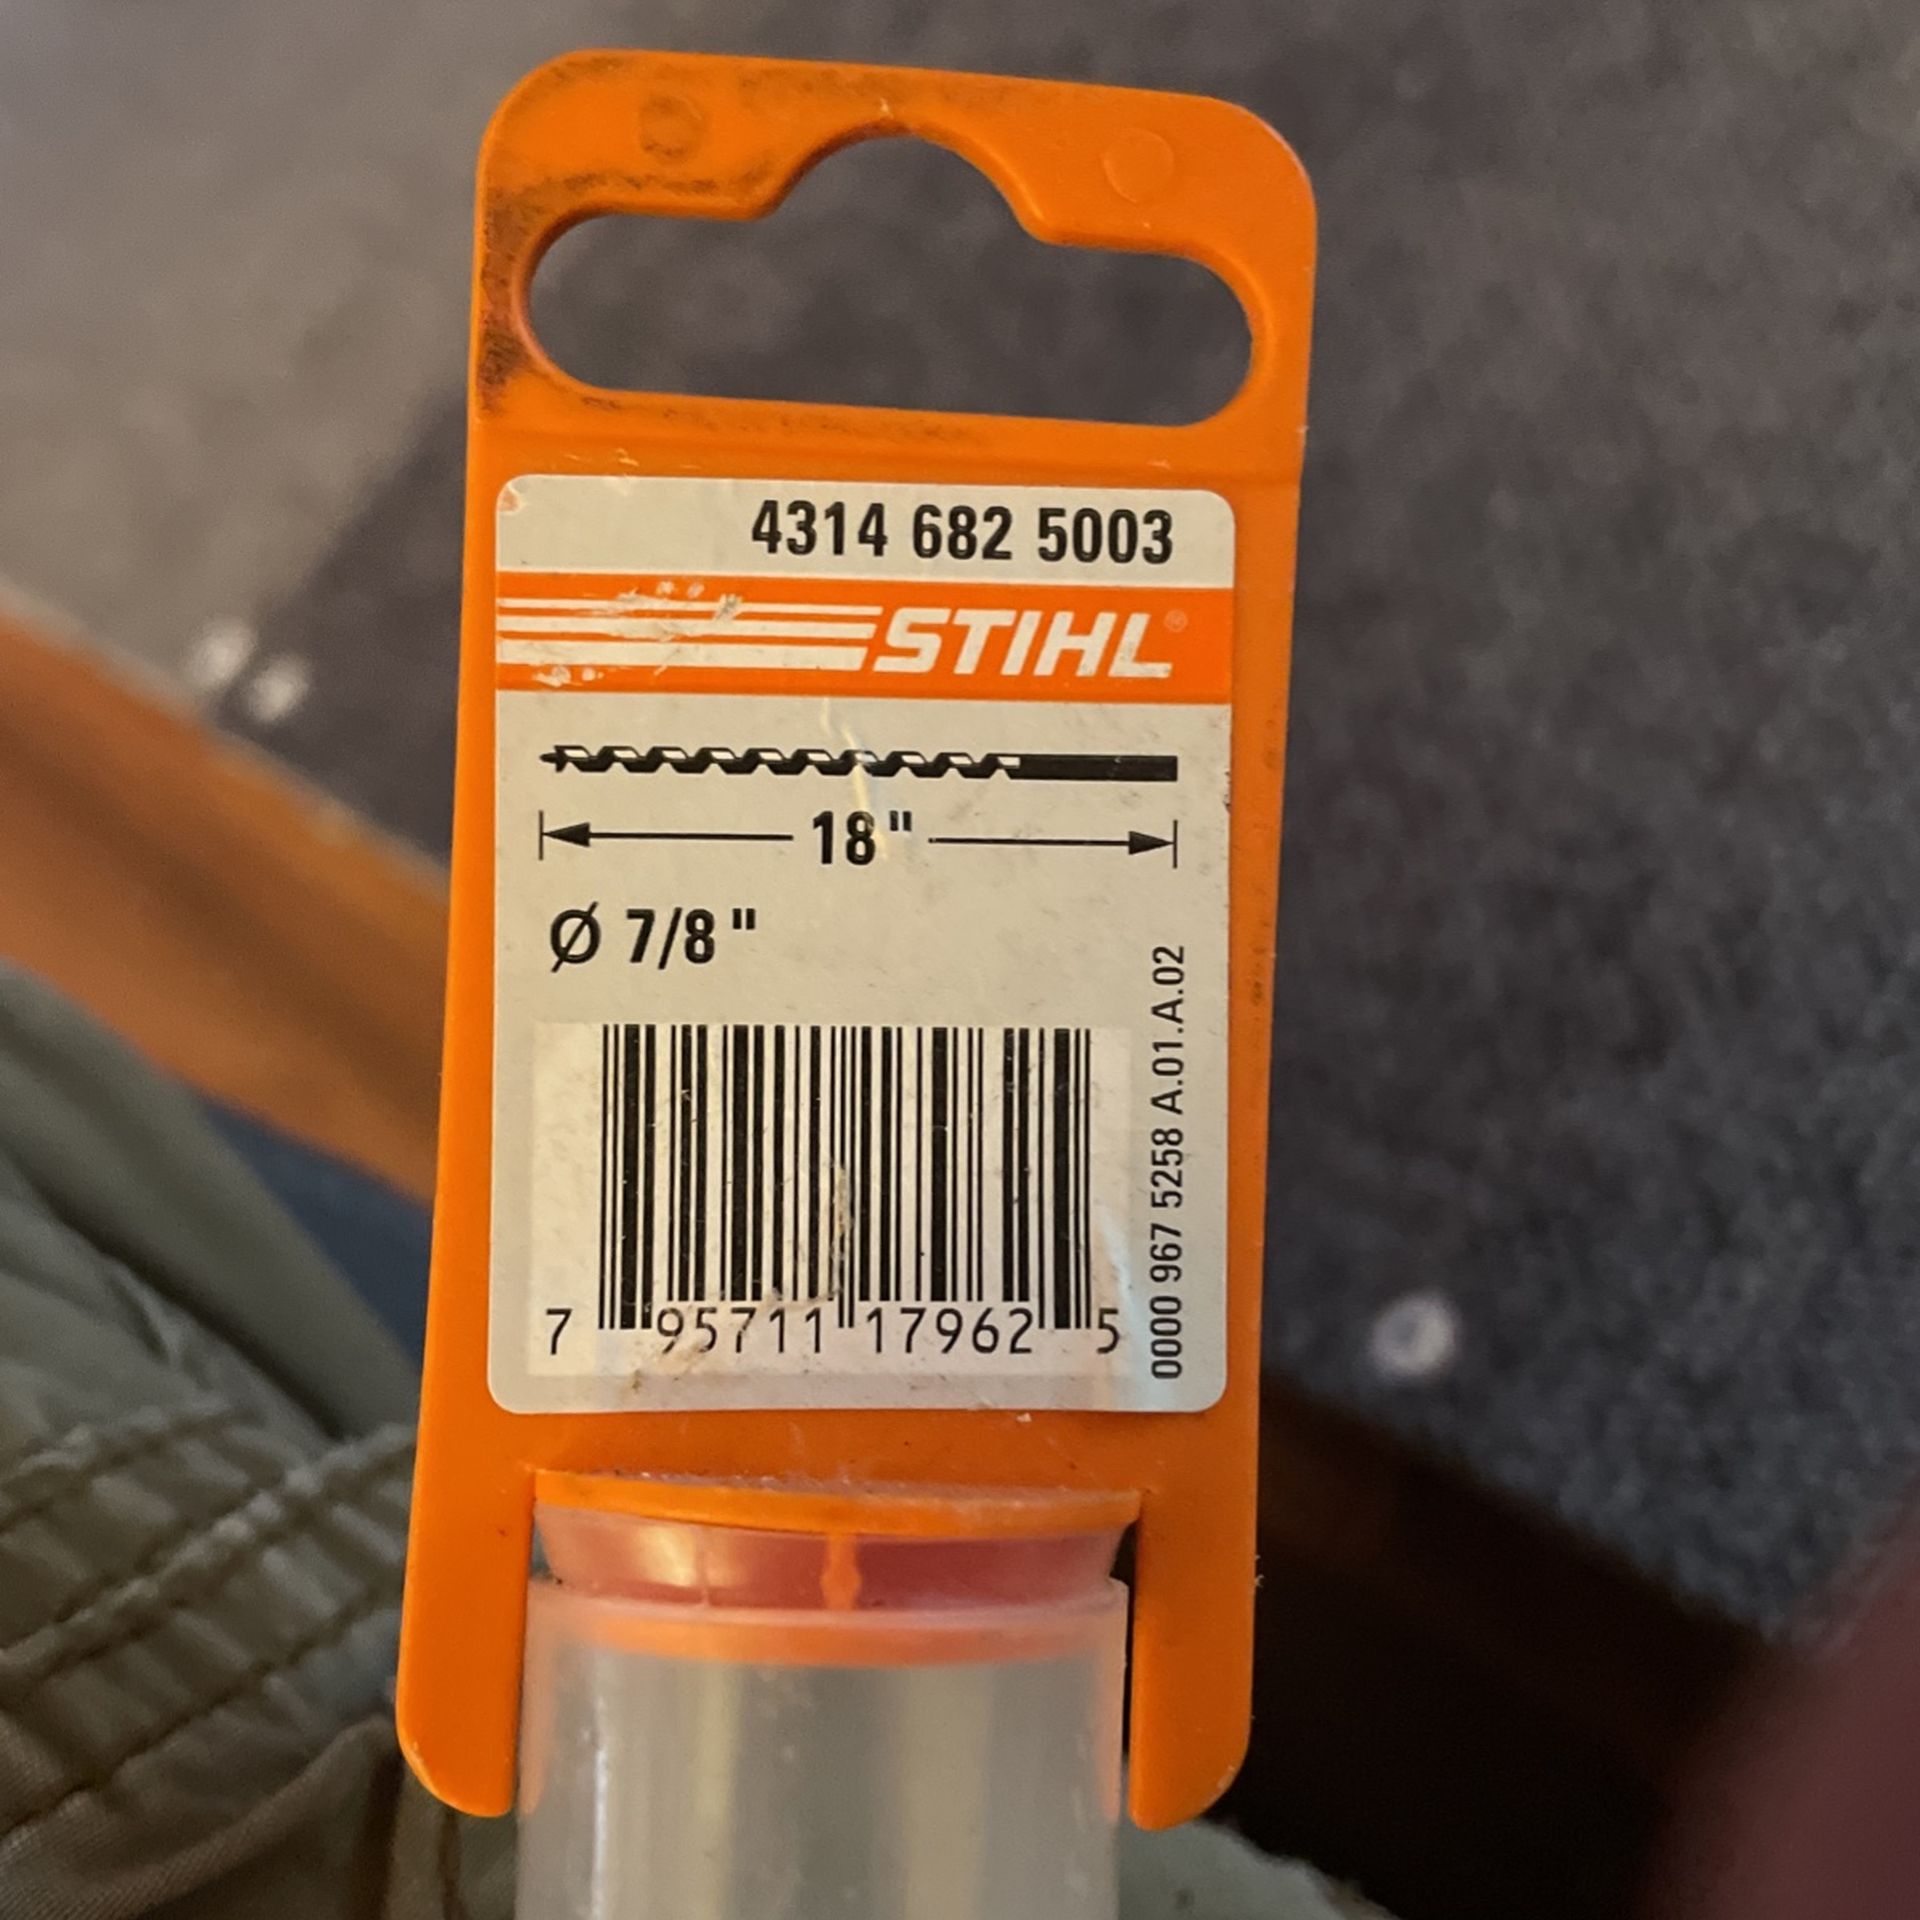 4314 682 5003
STIHL®
18"
Ø 7/8"
0000 967 5258 A.01.A.02
7 95711 17962 5